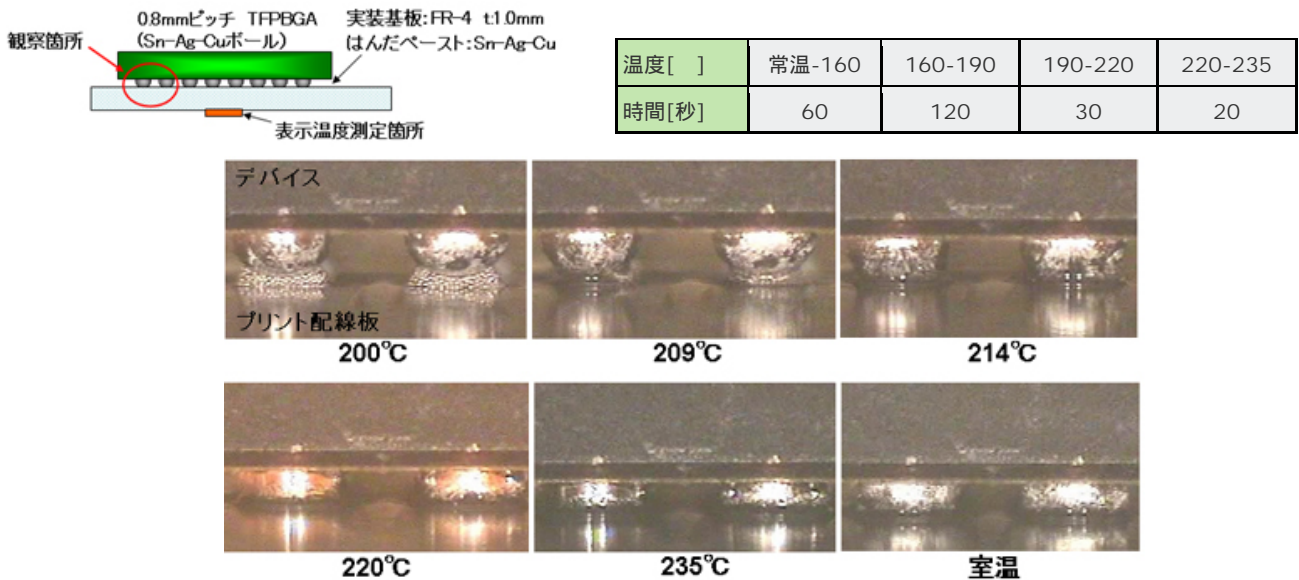 0.8mmピッチ TFPBGA
(Sn-Ag-Cuボール)
実装基板:FR-4 t1.0mm
はんだペースト:Sn-Ag-Cu
観察箇所
表示温度測定箇所
温度[ ] 常温-160 160-190 190-220 220-235
時間[秒] 60 120 30 20
デバイス
プリント配線板
200℃ 209℃ 214℃
220℃ 235℃ 室温